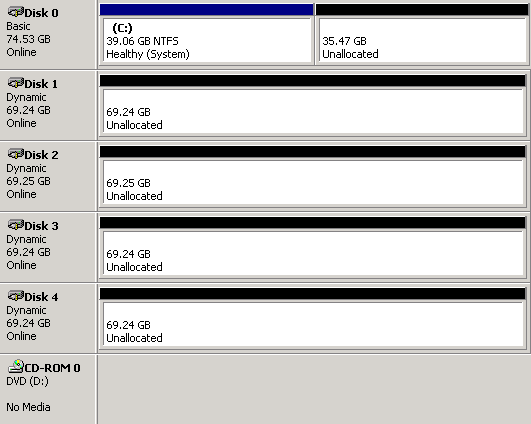 Disk 0
Basic
74.53 GB
Online
(C:)
39.06 GB NTFS
Healthy (System)
35.47 GB
Unallocated
Disk 1
Dynamic
69.24 GB
Online
69.24 GB
Unallocated
Disk 2
Dynamic
69.25 GB
Online
69.25 GB
Unallocated
Disk 3
Dynamic
69.24 GB
Online
69.24 GB
Unallocated
Disk 4
Dynamic
69.24 GB
Online
69.24 GB
Unallocated
CD-ROM 0
DVD (D:)
No Media